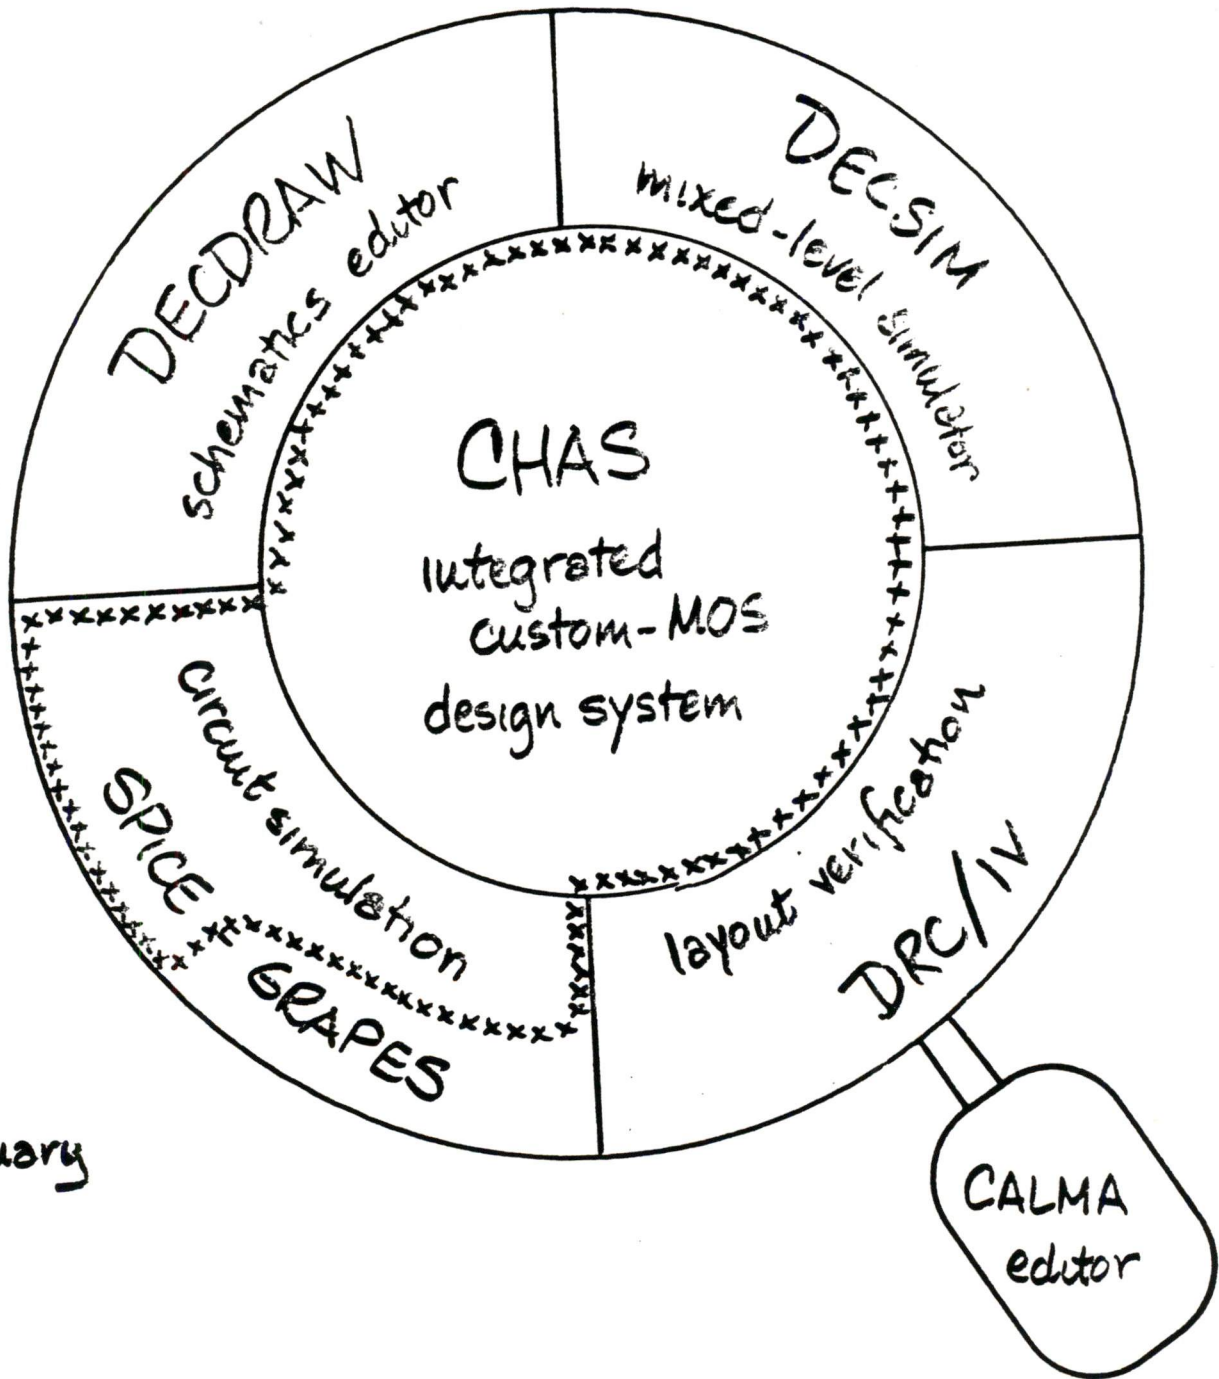 DECDRAW
schematics editor
DECSIM
mixed-level simulator
CHAS
integrated
custom-MOS
design system
circuit simulation
SPICE
GRAPES
layout verification
DRC/IV
CALMA
editor